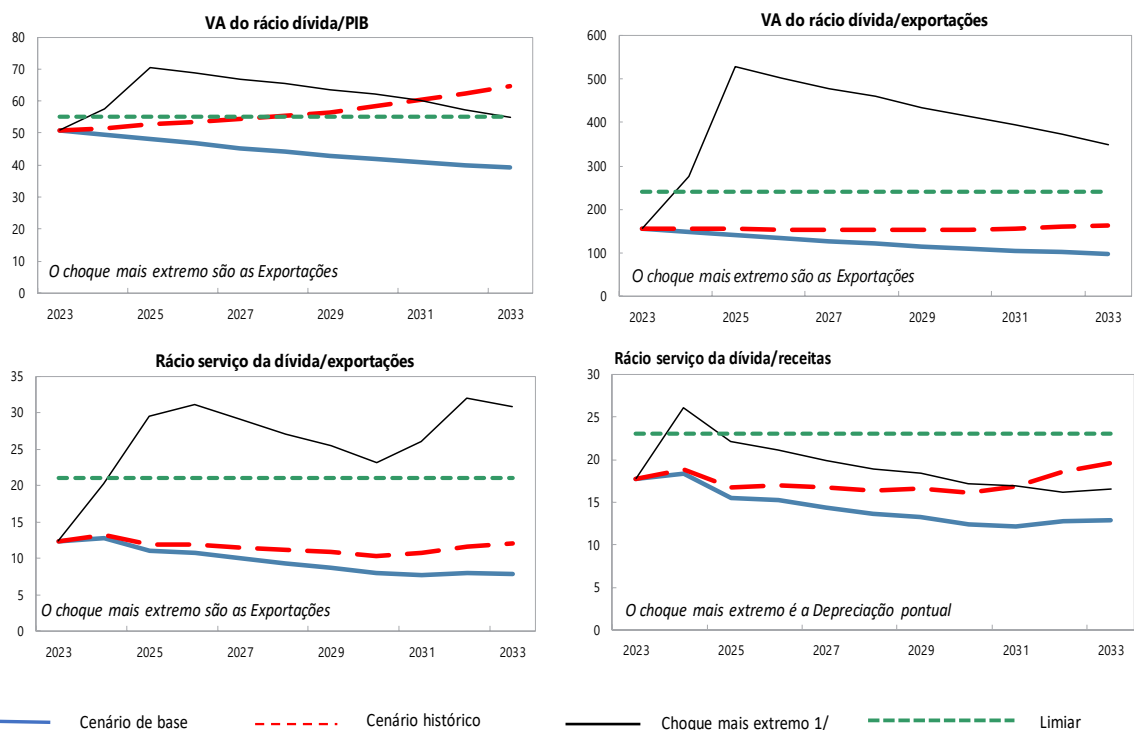 VA do rácio dívida/PIB
80
70
60
50
40
30
20
10
0
O choque mais extremo são as Exportações
2023 2025 2027 2029 2031 2033
VA do rácio dívida/exportações
600
500
400
300
200
100
0
O choque mais extremo são as Exportações
2023 2025 2027 2029 2031 2033
Rácio serviço da dívida/exportações
35
30
25
20
15
10
5
0
O choque mais extremo são as Exportações
2023 2025 2027 2029 2031 2033
Rácio serviço da dívida/receitas
30
25
20
15
10
5
0
O choque mais extremo é a Depreciação pontual
2023 2025 2027 2029 2031 2033
Cenário de base Cenário histórico Choque mais extremo 1/ Limiar